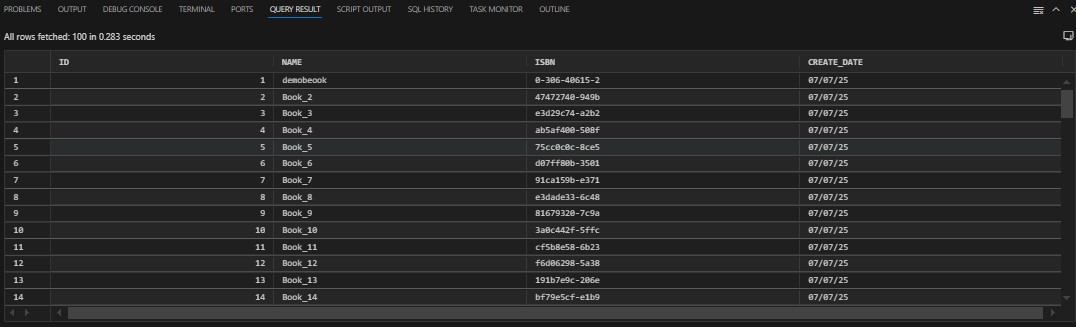 PROBLEMS OUTPUT DEBUG CONSOLE TERMINAL PORTS QUERY RESULT SCRIPT OUTPUT SQL HISTORY TASK MONITOR OUTLINE
All rows fetched: 100 in 0.283 seconds
ID NAME ISBN CREATE_DATE
1 1 demobeook 0-306-40615-2 07/07/25
2 2 Book_2 47472740-949b 07/07/25
3 3 Book_3 e3d29c74-a2b2 07/07/25
4 4 Book_4 ab5af400-508f 07/07/25
5 5 Book_5 75cc0c0c-8ce5 07/07/25
6 6 Book_6 d07ff80b-3501 07/07/25
7 7 Book_7 91ca159b-e371 07/07/25
8 8 Book_8 e3dade33-6c48 07/07/25
9 9 Book_9 81679320-7c9a 07/07/25
10 10 Book_10 3a0c442f-5ffc 07/07/25
11 11 Book_11 cf5b8e58-6b23 07/07/25
12 12 Book_12 f6d06298-5a38 07/07/25
13 13 Book_13 191b7e9c-206e 07/07/25
14 14 Book_14 bf79e5cf-e1b9 07/07/25